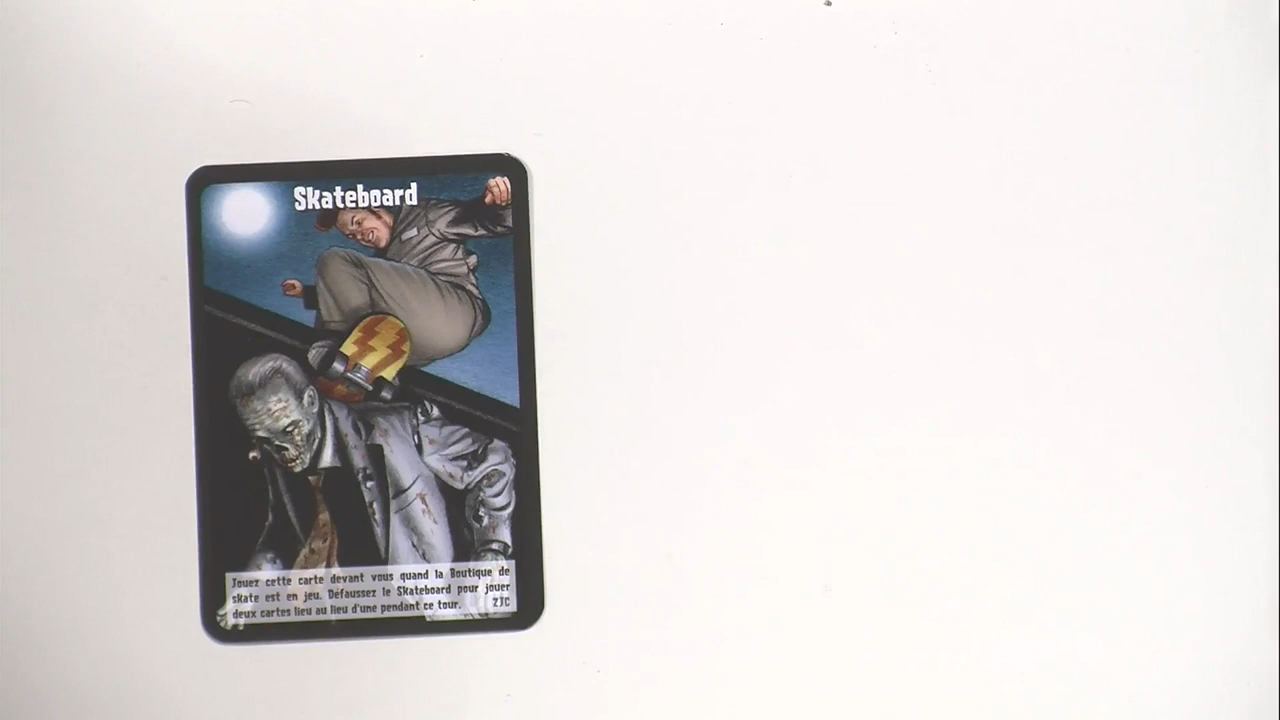 Skateboard
Jouez cette carte devant vous quand la Boutique de
skate est en jeu. Défaussez le Skateboard pour jouer
deux cartes lieu au lieu d'une pendant ce tour. ZJC